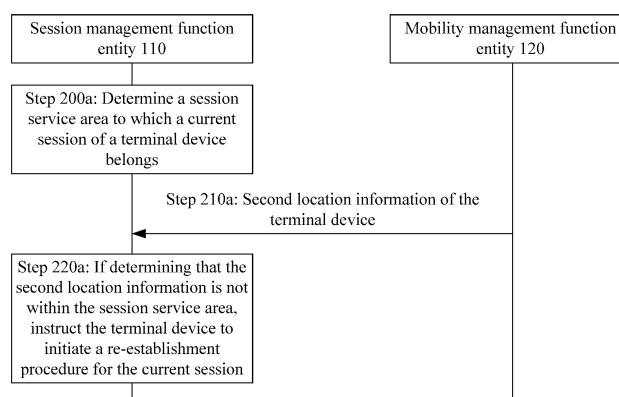 Session management function
entity 110
Mobility management function
entity 120
Step 200a: Determine a session
service area to which a current
session of a terminal device
belongs
Step 210a: Second location information of the
terminal device
Step 220a: If determining that the
second location information is not
within the session service area,
instruct the terminal device to
initiate a re-establishment
procedure for the current session